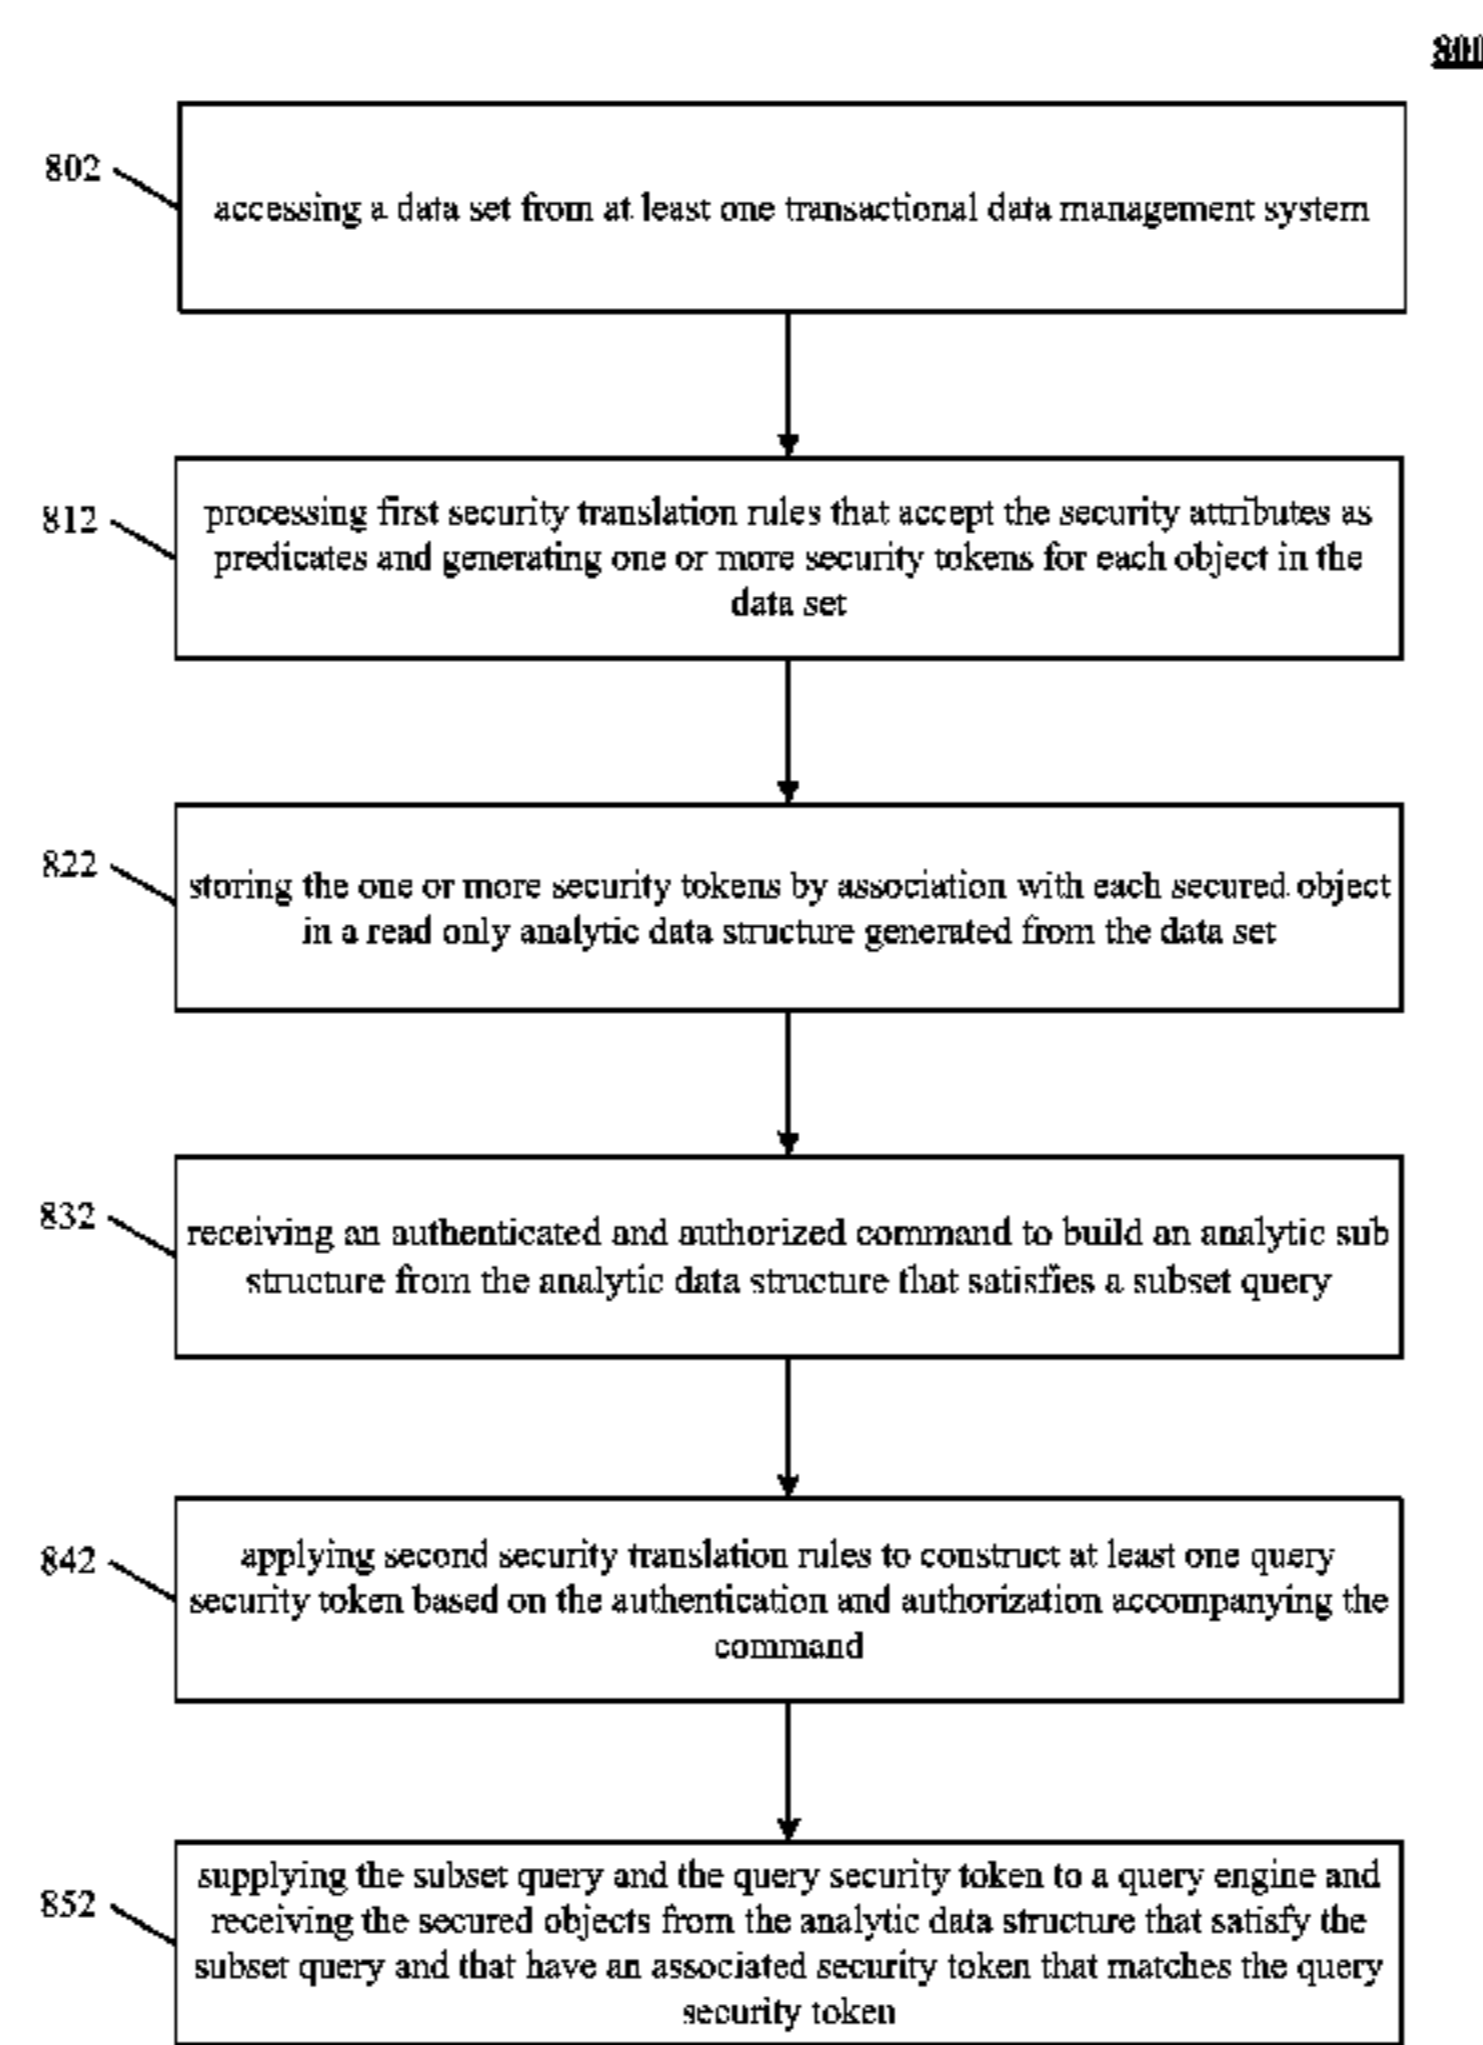 800
802
accessing a data set from at least one transactional data management system
812
processing first security translation rules that accept the security attributes as
predicates and generating one or more security tokens for each object in the
data set
822
storing the one or more security tokens by association with each secured object
in a read only analytic data structure generated from the data set
832
receiving an authenticated and authorized command to build an analytic sub
structure from the analytic data structure that satisfies a subset query
842
applying second security translation rules to construct at least one query
security token based on the authentication and authorization accompanying the
command
852
supplying the subset query and the query security token to a query engine and
receiving the secured objects from the analytic data structure that satisfy the
subset query and that have an associated security token that matches the query
security token